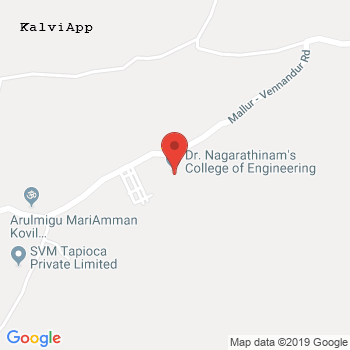 KalviApp
Mallur - Vennandur Rd
Dr. Nagarathinam's
College of Engineering
Arulmigu MariAmman
Kovil...
SVM Tapioca
Private Limited
Google
Map data ©2019 Google